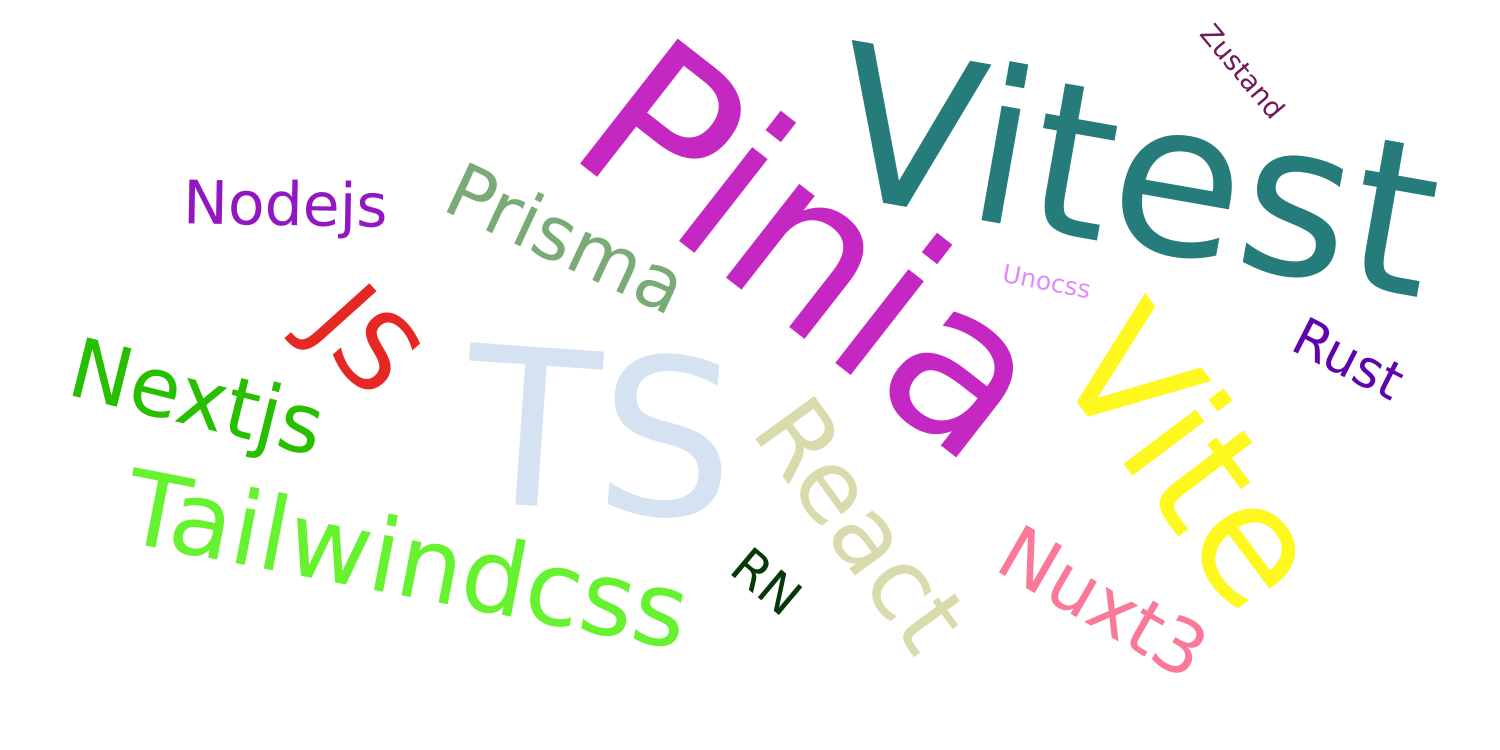 Zustand
Vitest
Pinia
Prisma
Nodejs
Unocss
JS
Rust
Vite
Nextjs
TS
React
Tailwindcss
RN
Nuxt3